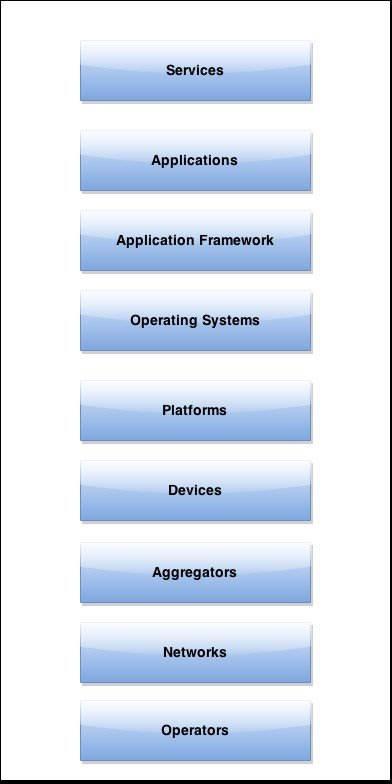 Services
Applications
Application Framework
Operating Systems
Platforms
Devices
Aggregators
Networks
Operators